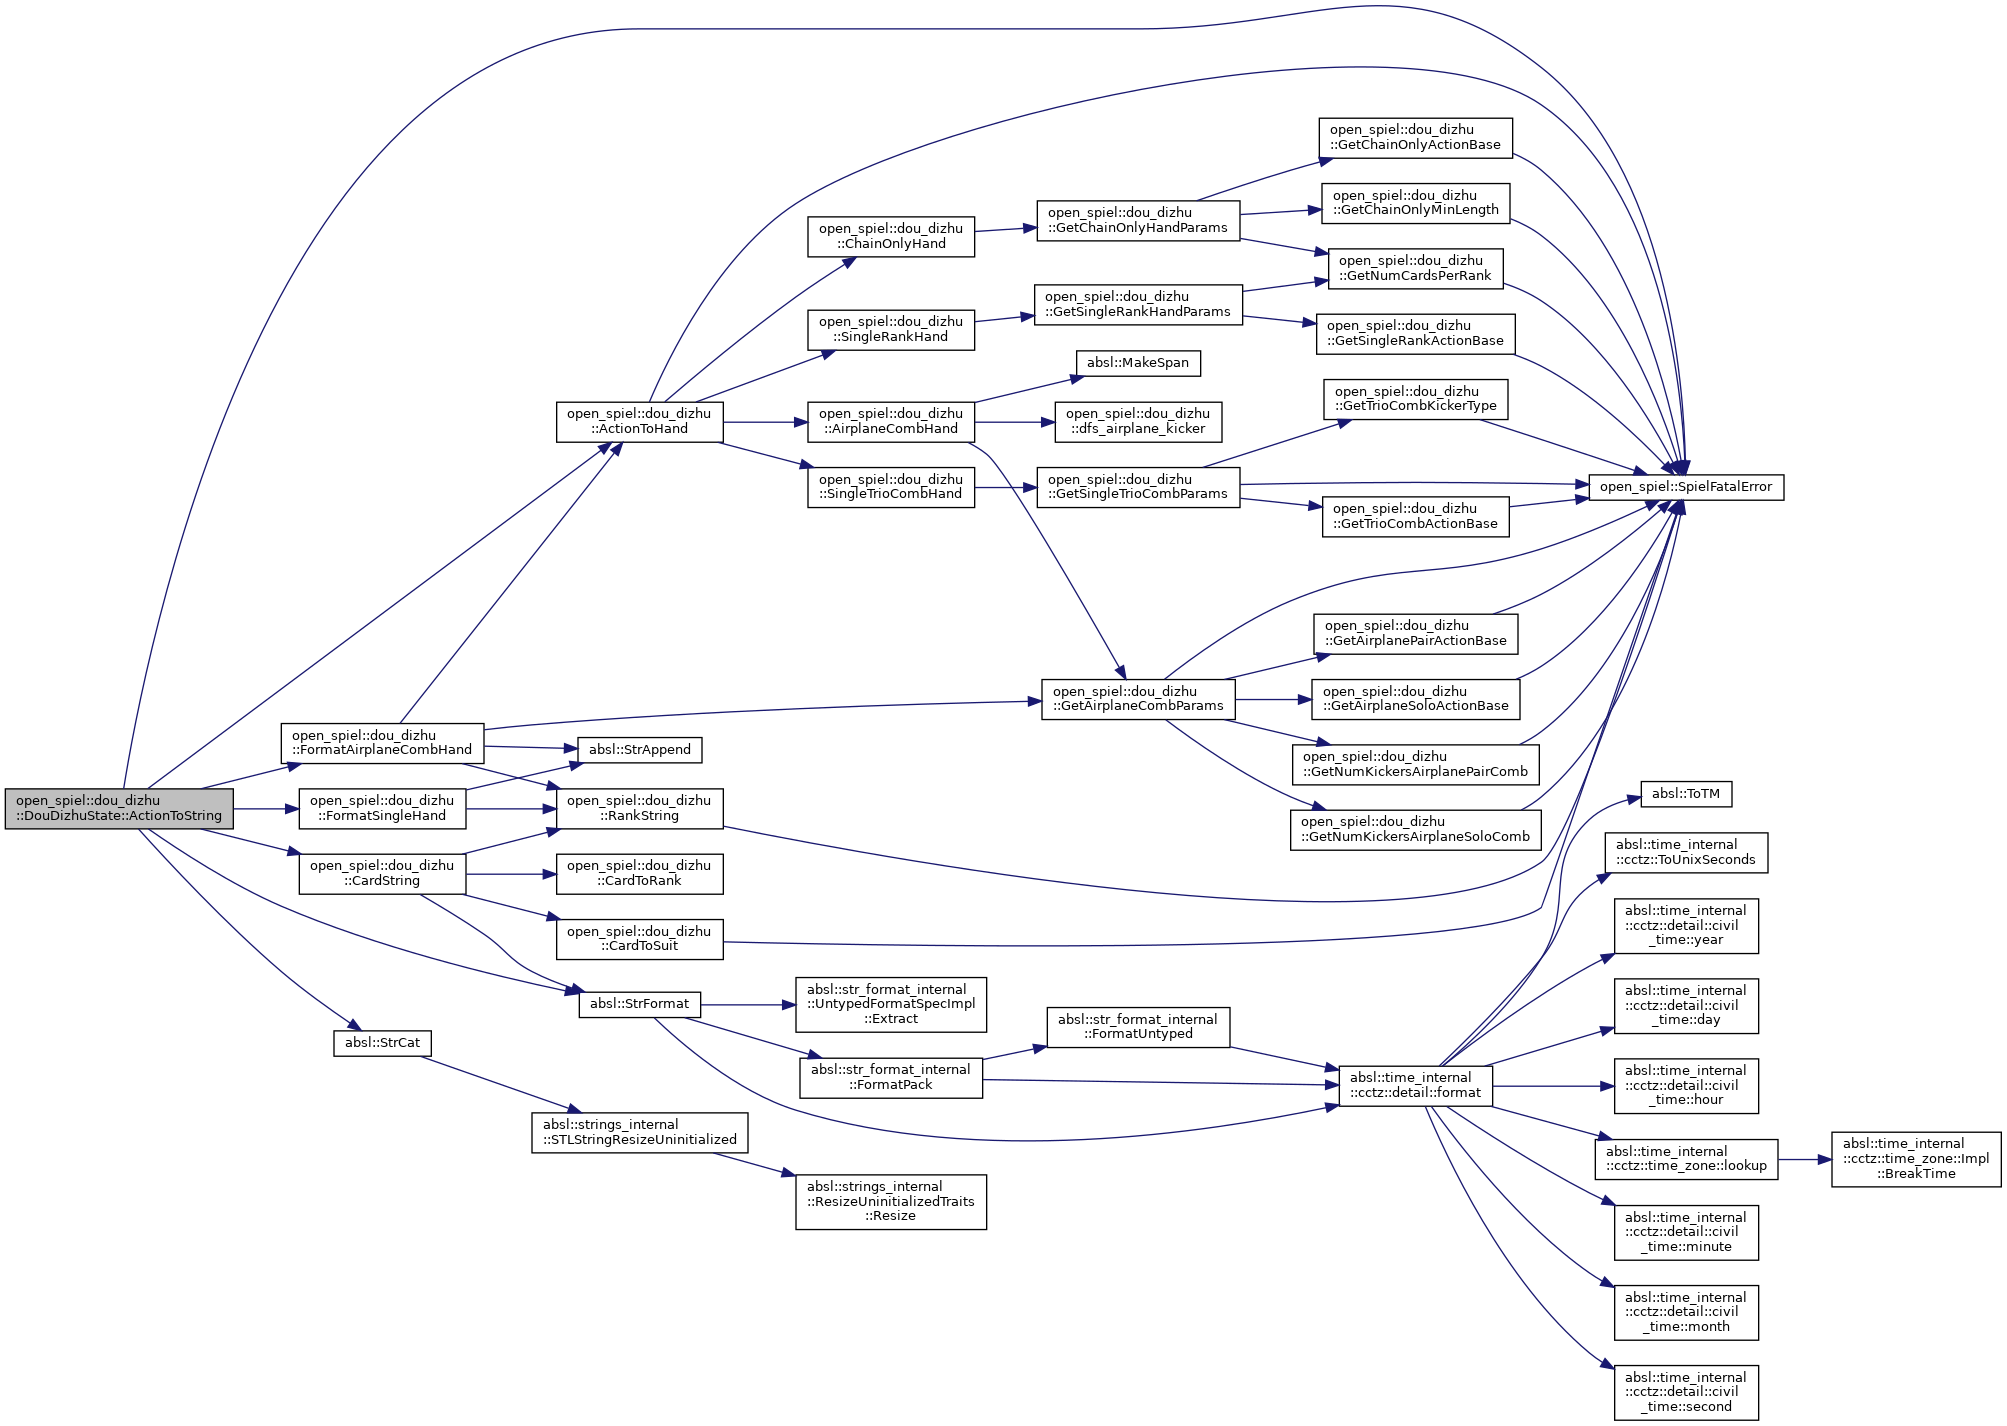 open_spiel::dou_dizhu
::DouDizhuState::ActionToString
open_spiel::dou_dizhu
::FormatAirplaneCombHand
open_spiel::dou_dizhu
::FormatSingleHand
open_spiel::dou_dizhu
::CardString
absl::StrCat
open_spiel::dou_dizhu
::ActionToHand
absl::StrAppend
open_spiel::dou_dizhu
::RankString
open_spiel::dou_dizhu
::CardToRank
open_spiel::dou_dizhu
::CardToSuit
absl::StrFormat
absl::strings_internal
::STLStringResizeUninitialized
open_spiel::dou_dizhu
::ChainOnlyHand
open_spiel::dou_dizhu
::SingleRankHand
open_spiel::dou_dizhu
::AirplaneCombHand
open_spiel::dou_dizhu
::SingleTrioCombHand
absl::str_format_internal
::UntypedFormatSpecImpl
::Extract
absl::str_format_internal
::FormatPack
absl::strings_internal
::ResizeUninitializedTraits
::Resize
open_spiel::dou_dizhu
::GetChainOnlyHandParams
open_spiel::dou_dizhu
::GetSingleRankHandParams
absl::MakeSpan
open_spiel::dou_dizhu
::dfs_airplane_kicker
open_spiel::dou_dizhu
::GetSingleTrioCombParams
open_spiel::dou_dizhu
::GetAirplaneCombParams
absl::str_format_internal
::FormatUntyped
open_spiel::dou_dizhu
::GetChainOnlyActionBase
open_spiel::dou_dizhu
::GetChainOnlyMinLength
open_spiel::dou_dizhu
::GetNumCardsPerRank
open_spiel::dou_dizhu
::GetSingleRankActionBase
open_spiel::dou_dizhu
::GetTrioCombKickerType
open_spiel::dou_dizhu
::GetTrioCombActionBase
open_spiel::dou_dizhu
::GetAirplanePairActionBase
open_spiel::dou_dizhu
::GetAirplaneSoloActionBase
open_spiel::dou_dizhu
::GetNumKickersAirplanePairComb
open_spiel::dou_dizhu
::GetNumKickersAirplaneSoloComb
absl::time_internal
::cctz::detail::format
open_spiel::SpielFatalError
absl::ToTM
absl::time_internal
::cctz::ToUnixSeconds
absl::time_internal
::cctz::detail::civil
_time::year
absl::time_internal
::cctz::detail::civil
_time::day
absl::time_internal
::cctz::detail::civil
_time::hour
absl::time_internal
::cctz::time_zone::lookup
absl::time_internal
::cctz::detail::civil
_time::minute
absl::time_internal
::cctz::detail::civil
_time::month
absl::time_internal
::cctz::detail::civil
_time::second
absl::time_internal
::cctz::time_zone::Impl
::BreakTime